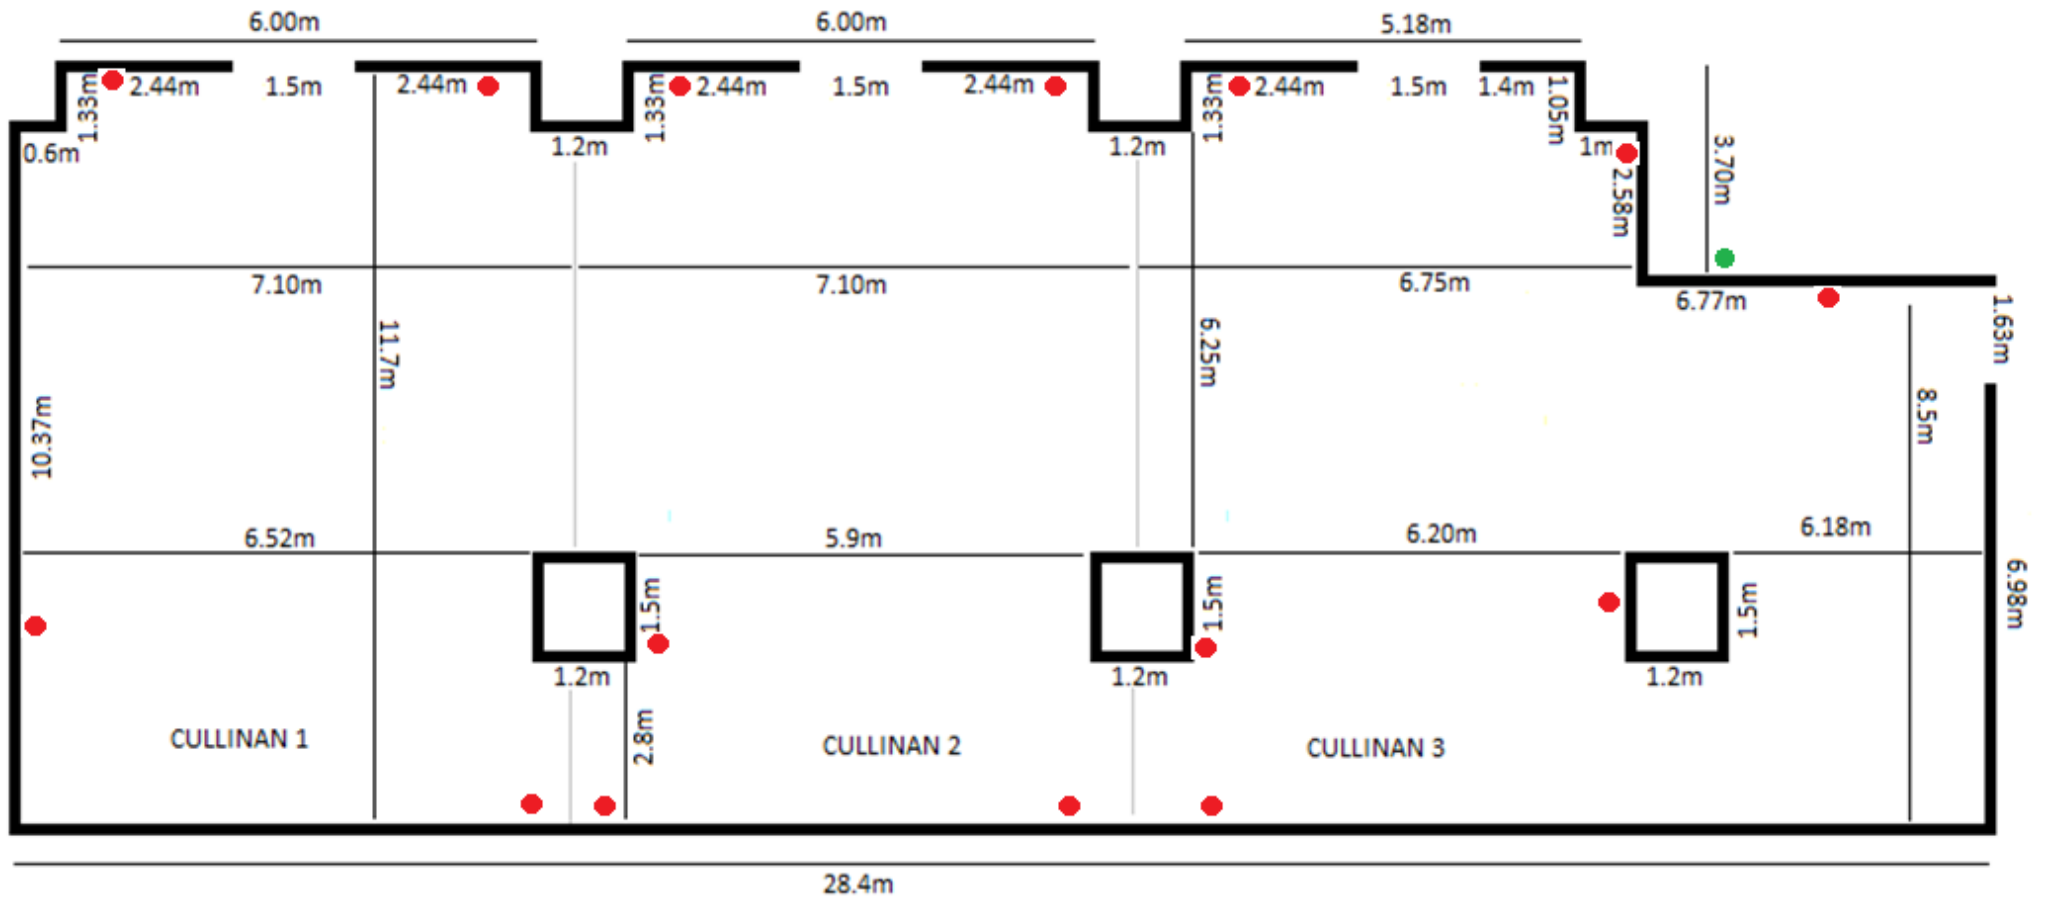 6.00m
6.00m
5.18m
1.33m
2.44m
1.5m
2.44m
1.33m
2.44m
1.5m
2.44m
1.33m
2.44m
1.5m
1.4m
1.05m
0.6m
1.2m
1.2m
1m
2.58m
3.70m
7.10m
7.10m
6.75m
6.77m
1.63m
11.7m
6.25m
10.37m
8.5m
6.52m
5.9m
6.20m
6.18m
1.5m
1.5m
1.5m
6.98m
1.2m
1.2m
1.2m
2.8m
CULLINAN 1
CULLINAN 2
CULLINAN 3
28.4m